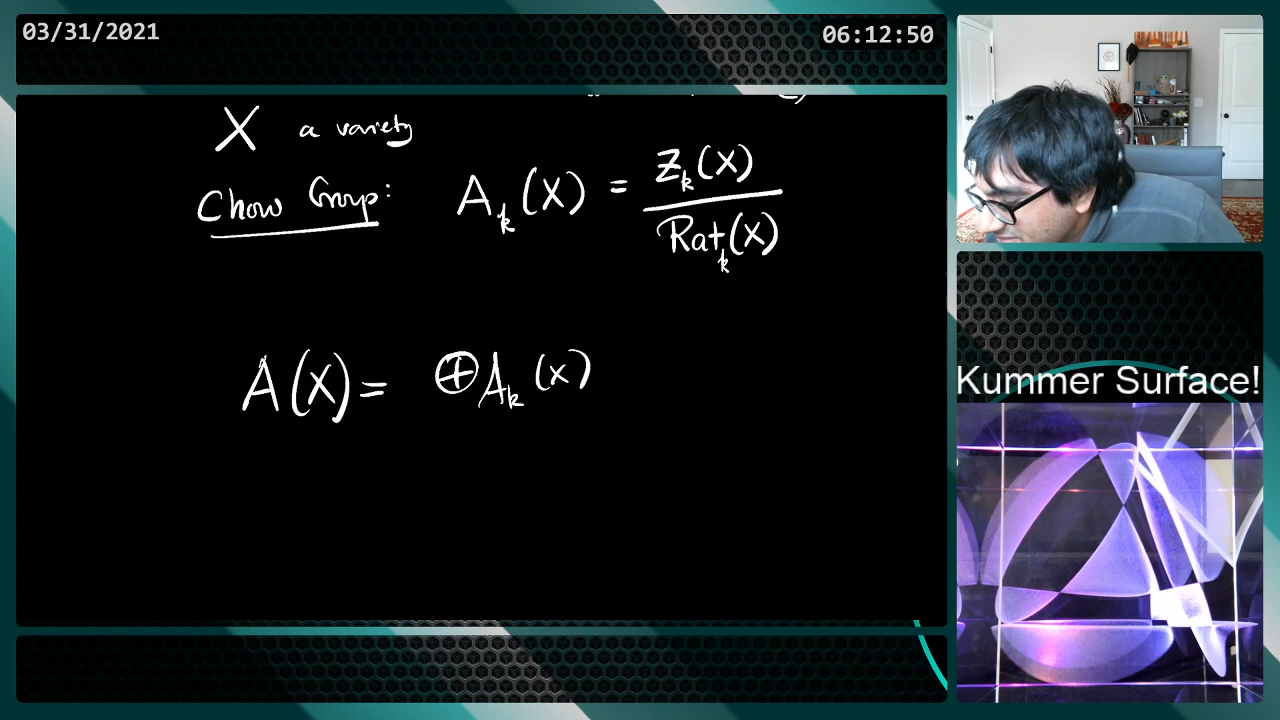 03/31/2021
06:12:50
X a variety
Chow Group: A_k(X) = Z_k(X) / Rat_k(X)
A(X) = ⊕A_k(X)
Kummer Surface!